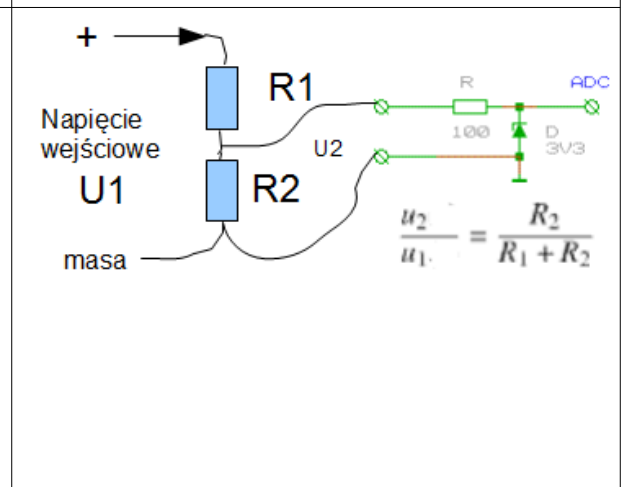 +
R1
Napięcie
wejściowe
U1
U2
R2
masa
R
100
ADC
D
3V3
u₂ / u₁. = R₂ / R₁ + R₂